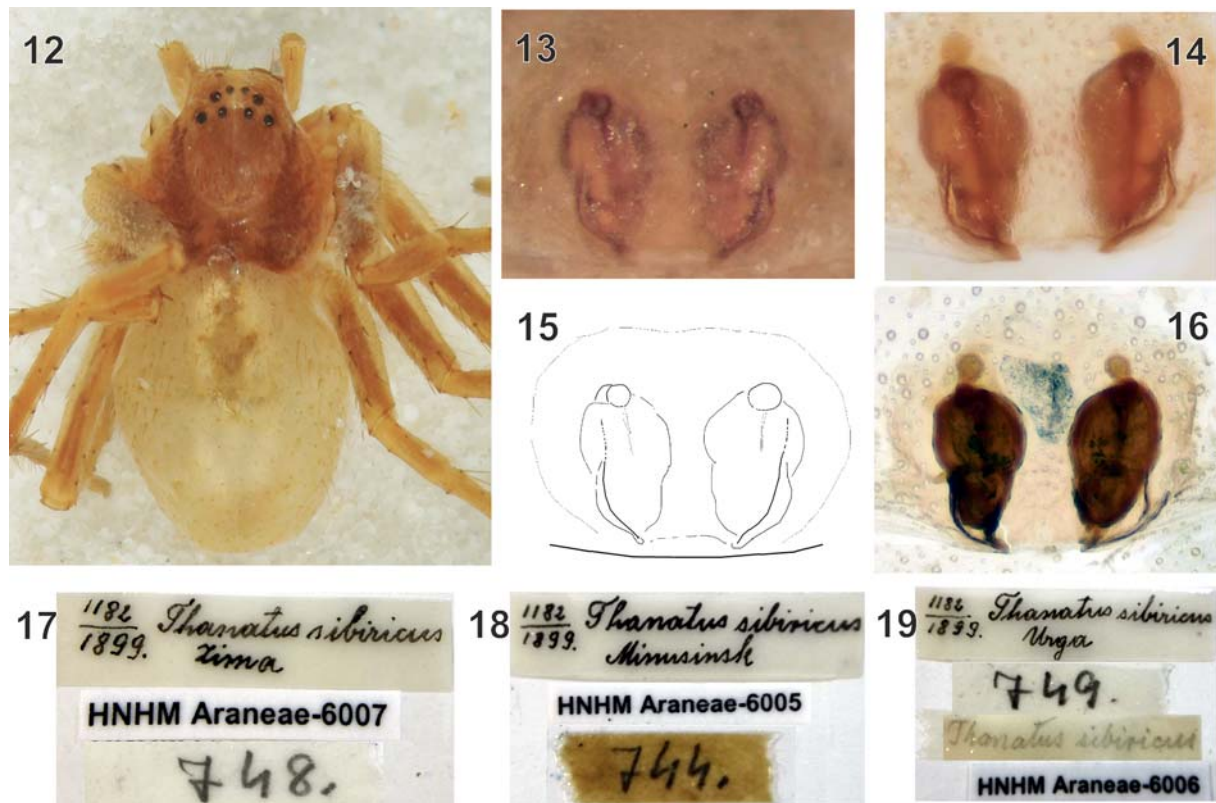 12
13
14
15
16
17
1182/1899. Thanatus sibiricus
Zima
HNHM Araneae-6007
748.
18
1182/1899. Thanatus sibiricus
Minusinsk
HNHM Araneae-6005
744.
19
1182/1899. Thanatus sibiricus
Urga
749.
Thanatus sibiricus
HNHM Araneae-6006